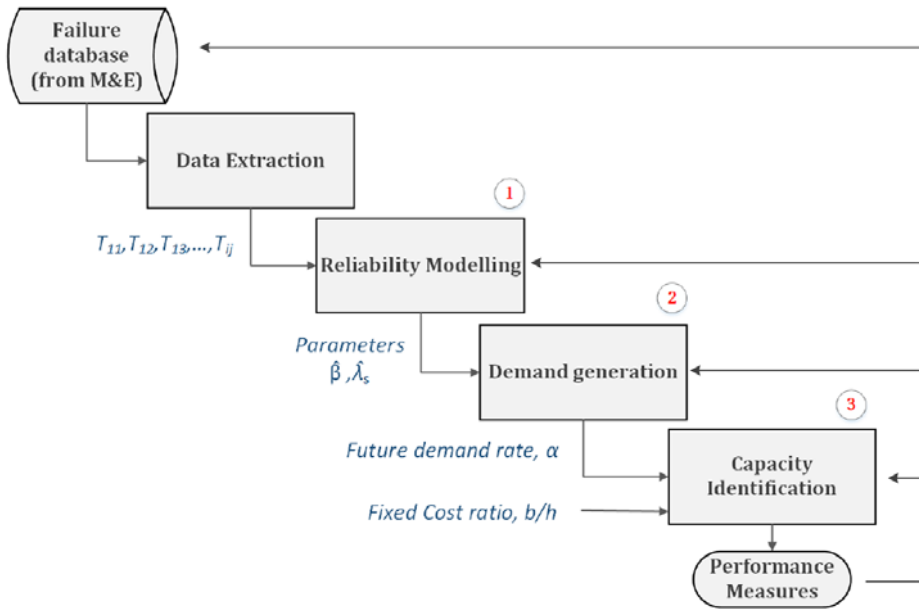 Failure
database
(from M&E)
Data Extraction
1
T₁₁,T₁₂,T₁₃,...,Tᵢⱼ
Reliability Modelling
2
Parameters
β̂ ,λ̂ₛ
Demand generation
3
Future demand rate, α
Capacity
Identification
Fixed Cost ratio, b/h
Performance
Measures